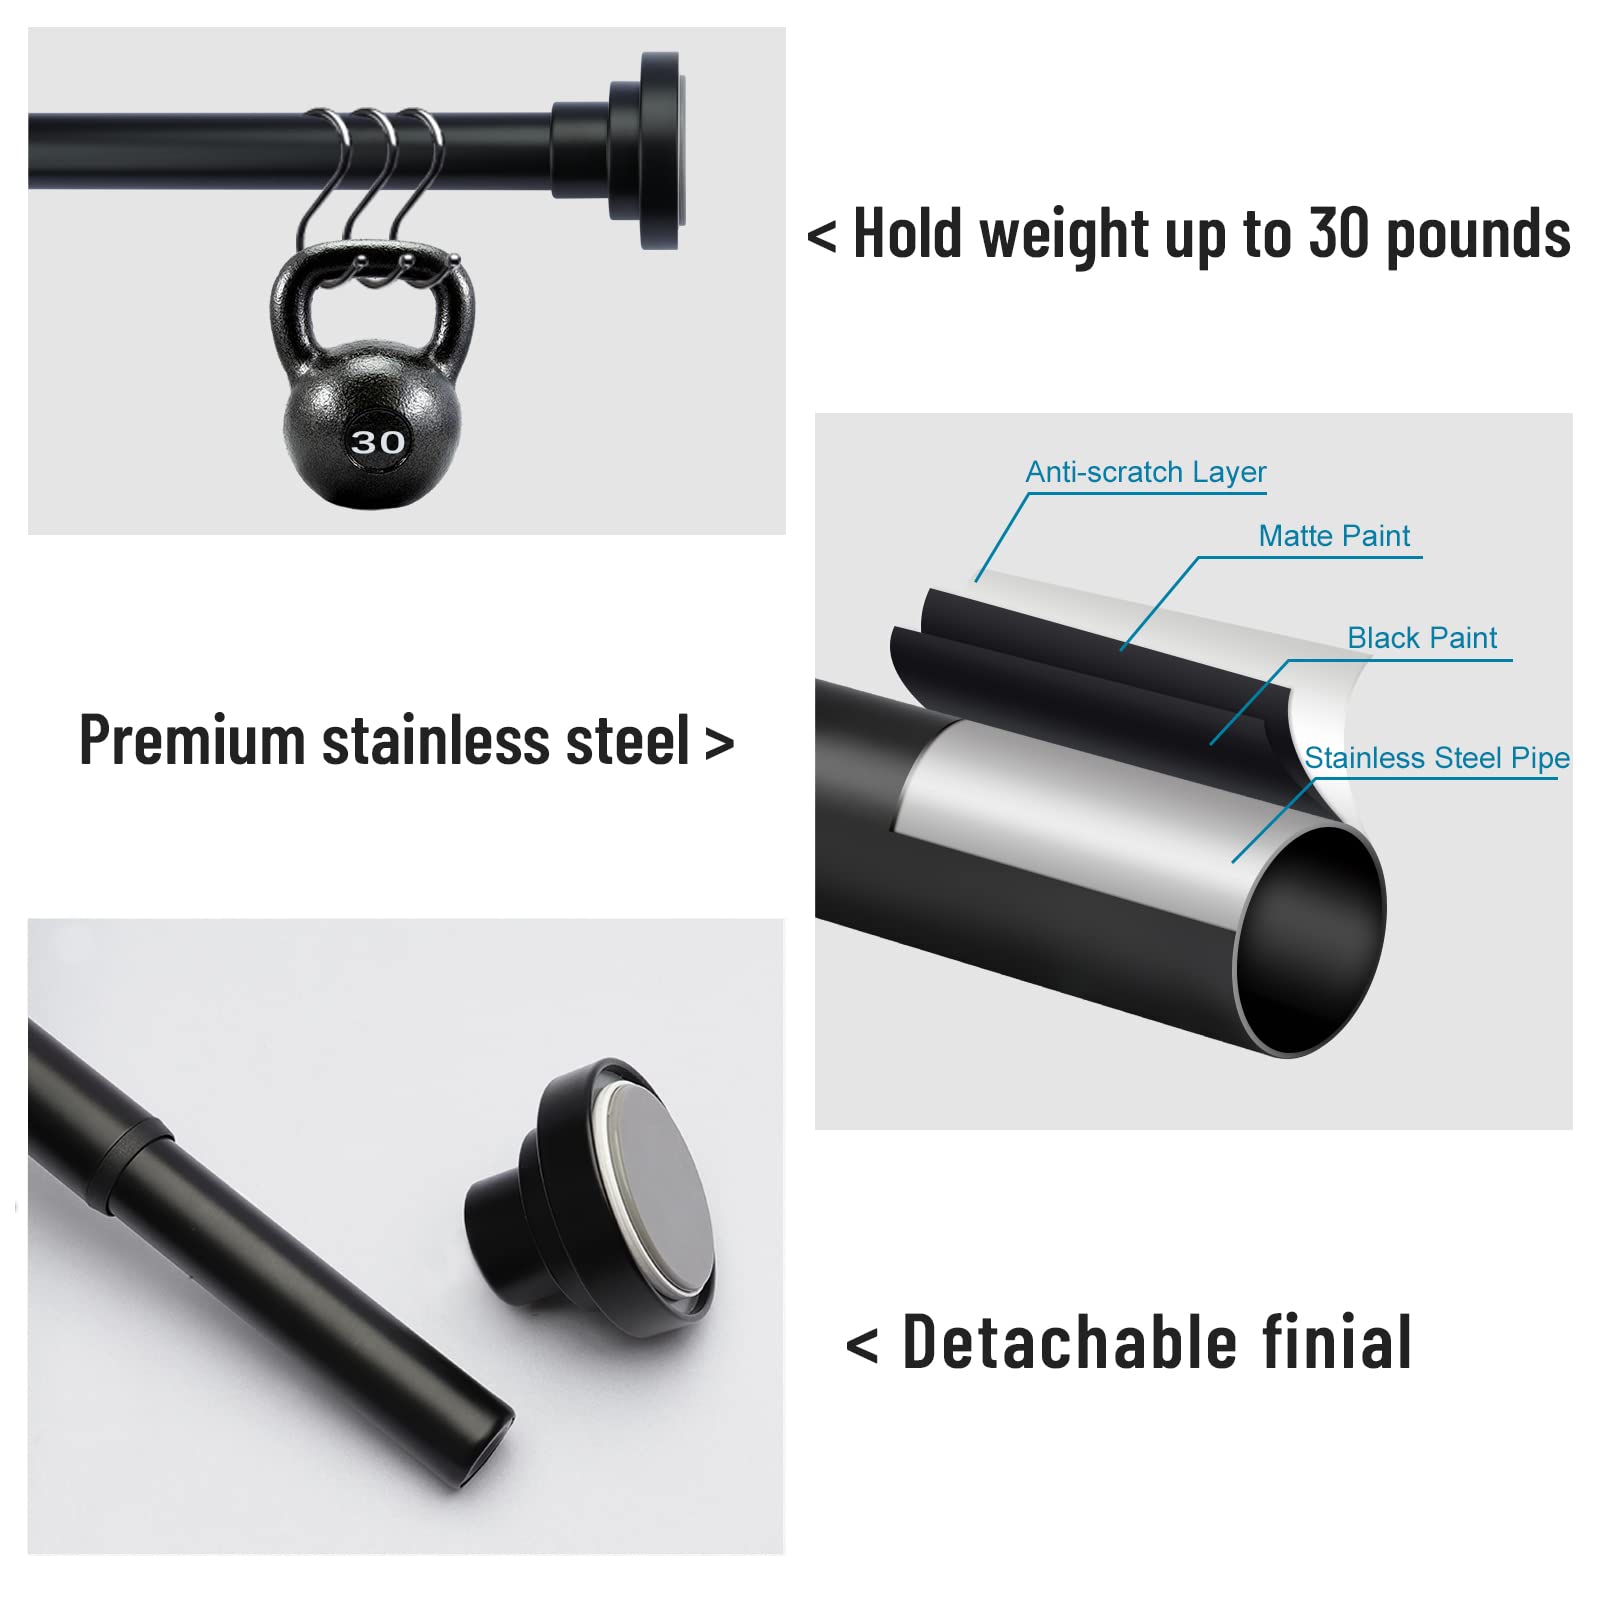 < Hold weight up to 30 pounds
30
Anti-scratch Layer
Matte Paint
Black Paint
Stainless Steel Pipe
Premium stainless steel >
< Detachable finial